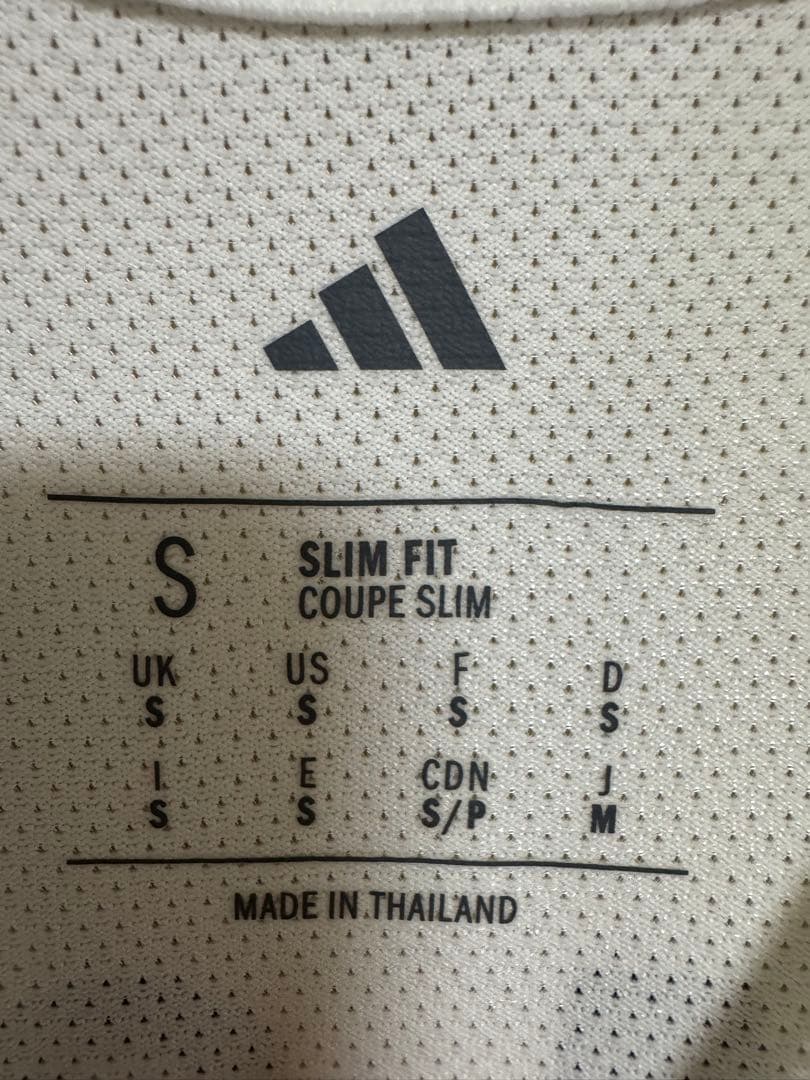 S SLIM FIT
COUPE SLIM
UK US F D
S S S S
I E CDN J
S S S/P M
MADE IN THAILAND